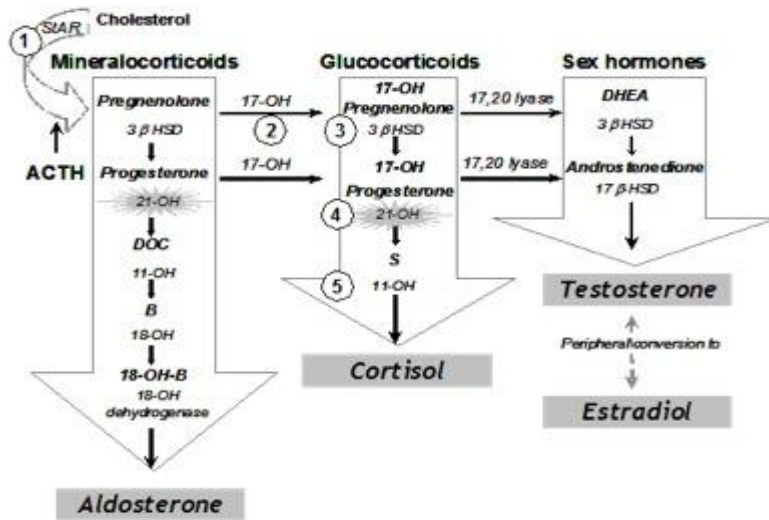 1
StAR
Cholesterol
ACTH
Mineralocorticoids
Pregnenolone
3 β HSD
Progesterone
21-OH
DOC
11-OH
B
18-OH
18-OH-B
18-OH
dehydrogenase
Aldosterone
17-OH
2
17-OH
Glucocorticoids
17-OH
Pregnenolone
3
3 β HSD
17-OH
Progesterone
4
21-OH
S
5
11-OH
Cortisol
17,20 lyase
17,20 lyase
Sex hormones
DHEA
3 β HSD
Androstenedione
17 β-HSD
Testosterone
Peripheral conversion to
Estradiol